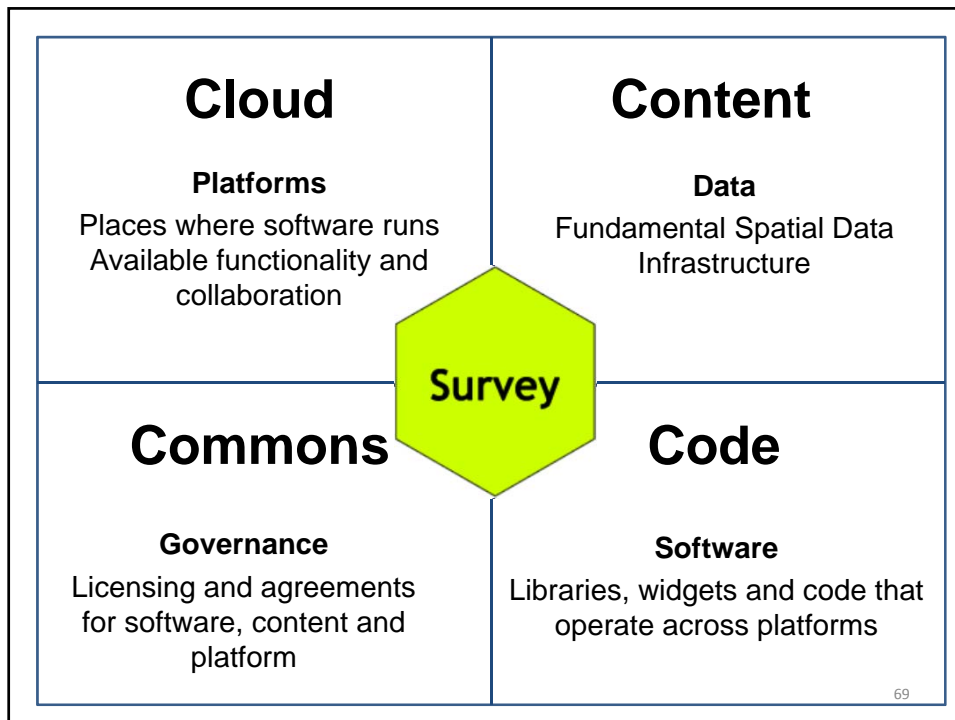 Cloud
Platforms
Places where software runs
Available functionality and
collaboration
Content
Data
Fundamental Spatial Data
Infrastructure
Survey
Commons
Governance
Licensing and agreements
for software, content and
platform
Code
Software
Libraries, widgets and code that
operate across platforms
69